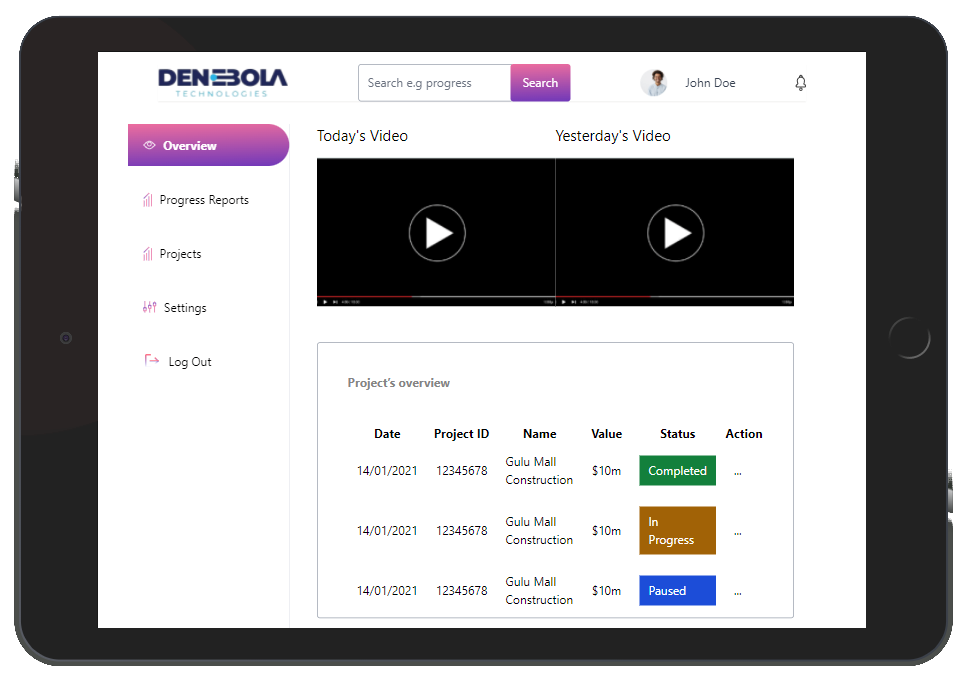 DENEBOLA
TECHNOLOGIES
Search e.g progress
Search
John Doe
Overview
Progress Reports
Projects
Settings
Log Out
Today's Video
Yesterday's Video
Project’s overview
Date Project ID Name Value Status Action
14/01/2021 12345678 Gulu Mall
Construction $10m Completed ...
14/01/2021 12345678 Gulu Mall
Construction $10m In
Progress ...
14/01/2021 12345678 Gulu Mall
Construction $10m Paused ...